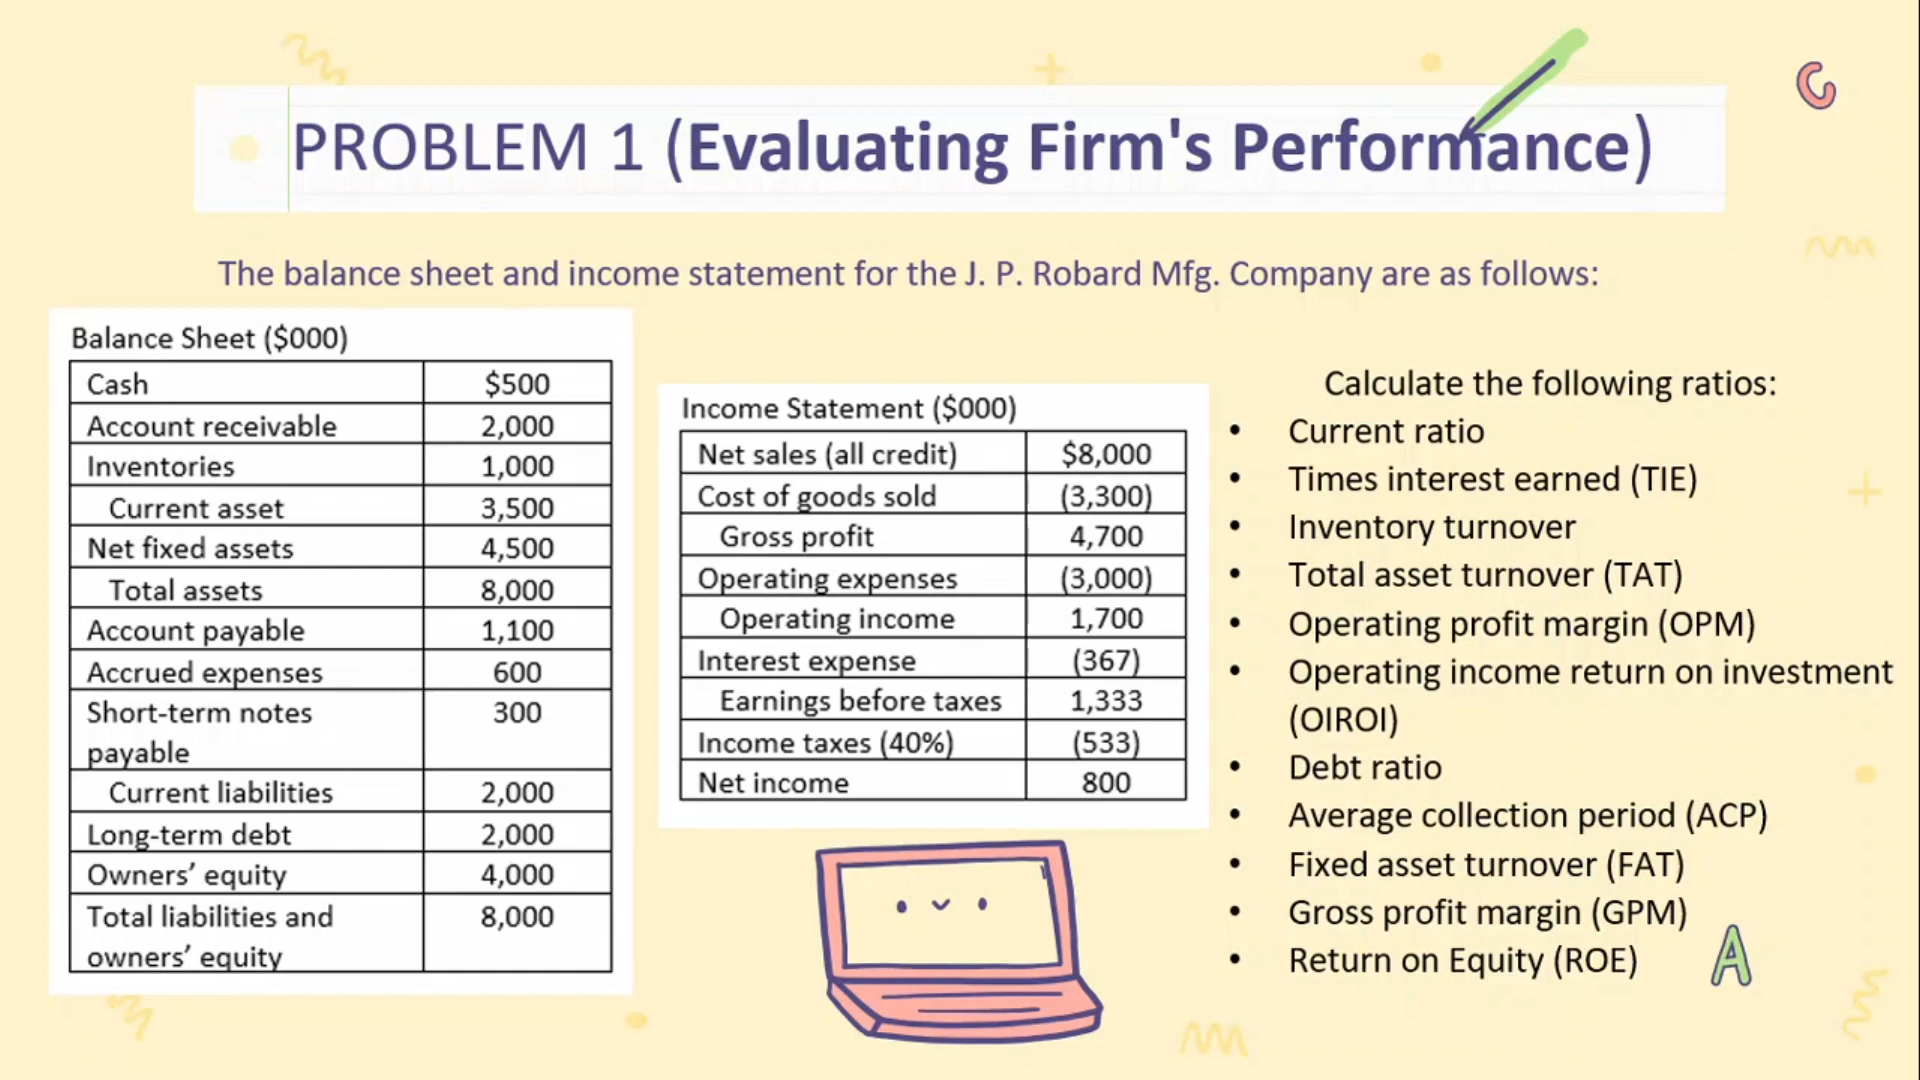 PROBLEM 1 (Evaluating Firm's Performance)
The balance sheet and income statement for the J. P. Robard Mfg. Company are as follows:
Balance Sheet ($000)
Cash $500
Account receivable 2,000
Inventories 1,000
Current asset 3,500
Net fixed assets 4,500
Total assets 8,000
Account payable 1,100
Accrued expenses 600
Short-term notes 300
payable
Current liabilities 2,000
Long-term debt 2,000
Owners’ equity 4,000
Total liabilities and 8,000
owners’ equity
Income Statement ($000)
Net sales (all credit) $8,000
Cost of goods sold (3,300)
Gross profit 4,700
Operating expenses (3,000)
Operating income 1,700
Interest expense (367)
Earnings before taxes 1,333
Income taxes (40%) (533)
Net income 800
Calculate the following ratios:
• Current ratio
• Times interest earned (TIE)
• Inventory turnover
• Total asset turnover (TAT)
• Operating profit margin (OPM)
• Operating income return on investment
(OIROI)
• Debt ratio
• Average collection period (ACP)
• Fixed asset turnover (FAT)
• Gross profit margin (GPM)
• Return on Equity (ROE)
C
A